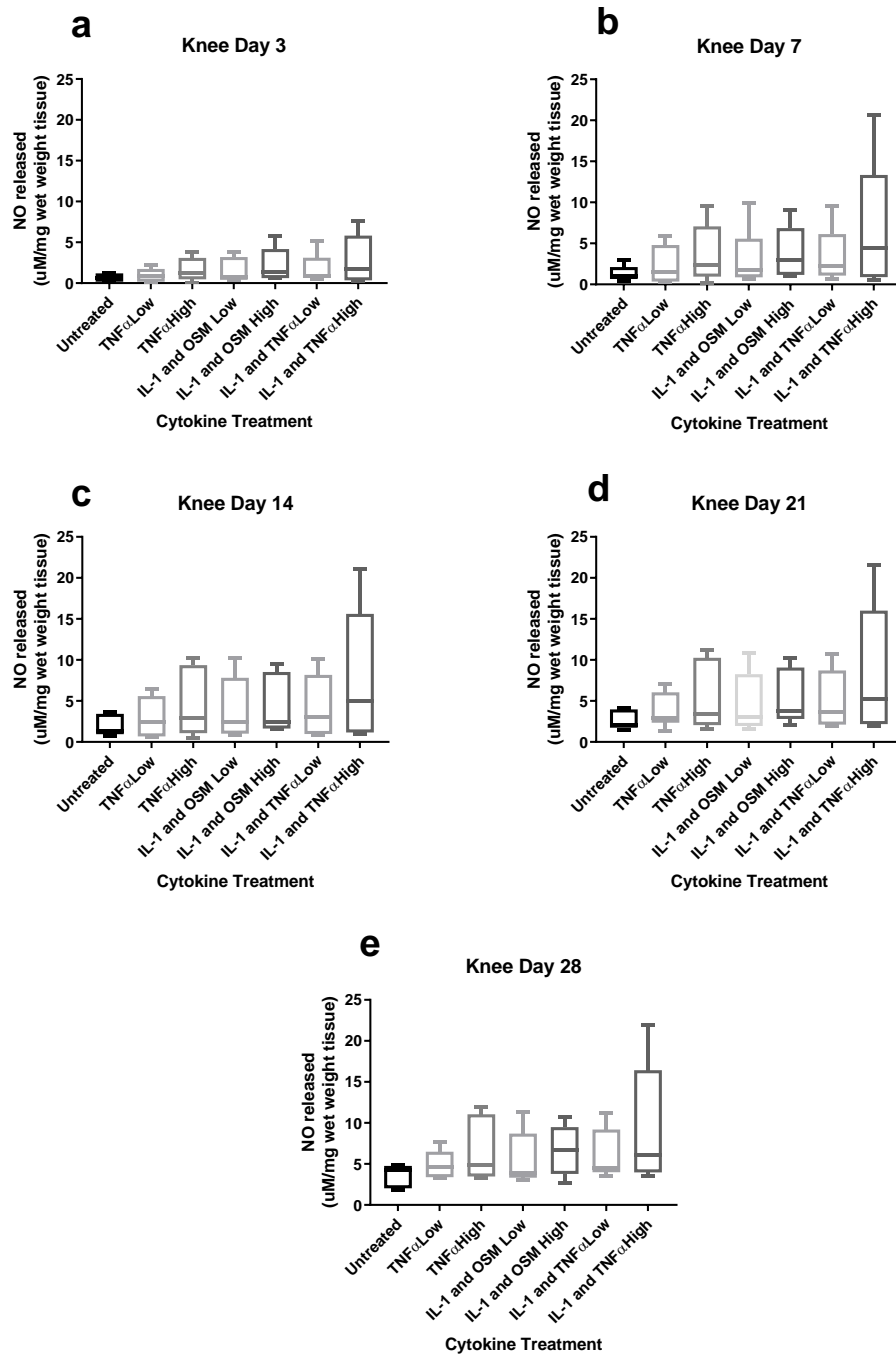 a
Knee Day 3
NO released
(uM/mg wet weight tissue)
25
20
15
10
5
0
Untreated
TNFαLow
TNFαHigh
IL-1 and OSM Low
IL-1 and OSM High
IL-1 and TNFαLow
IL-1 and TNFαHigh
Cytokine Treatment
b
Knee Day 7
NO released
(uM/mg wet weight tissue)
25
20
15
10
5
0
Untreated
TNFαLow
TNFαHigh
IL-1 and OSM Low
IL-1 and OSM High
IL-1 and TNFαLow
IL-1 and TNFαHigh
Cytokine Treatment
c
Knee Day 14
NO released
(uM/mg wet weight tissue)
25
20
15
10
5
0
Untreated
TNFαLow
TNFαHigh
IL-1 and OSM Low
IL-1 and OSM High
IL-1 and TNFαLow
IL-1 and TNFαHigh
Cytokine Treatment
d
Knee Day 21
NO released
(uM/mg wet weight tissue)
25
20
15
10
5
0
Untreated
TNFαLow
TNFαHigh
IL-1 and OSM Low
IL-1 and OSM High
IL-1 and TNFαLow
IL-1 and TNFαHigh
Cytokine Treatment
e
Knee Day 28
NO released
(uM/mg wet weight tissue)
25
20
15
10
5
0
Untreated
TNFαLow
TNFαHigh
IL-1 and OSM Low
IL-1 and OSM High
IL-1 and TNFαLow
IL-1 and TNFαHigh
Cytokine Treatment